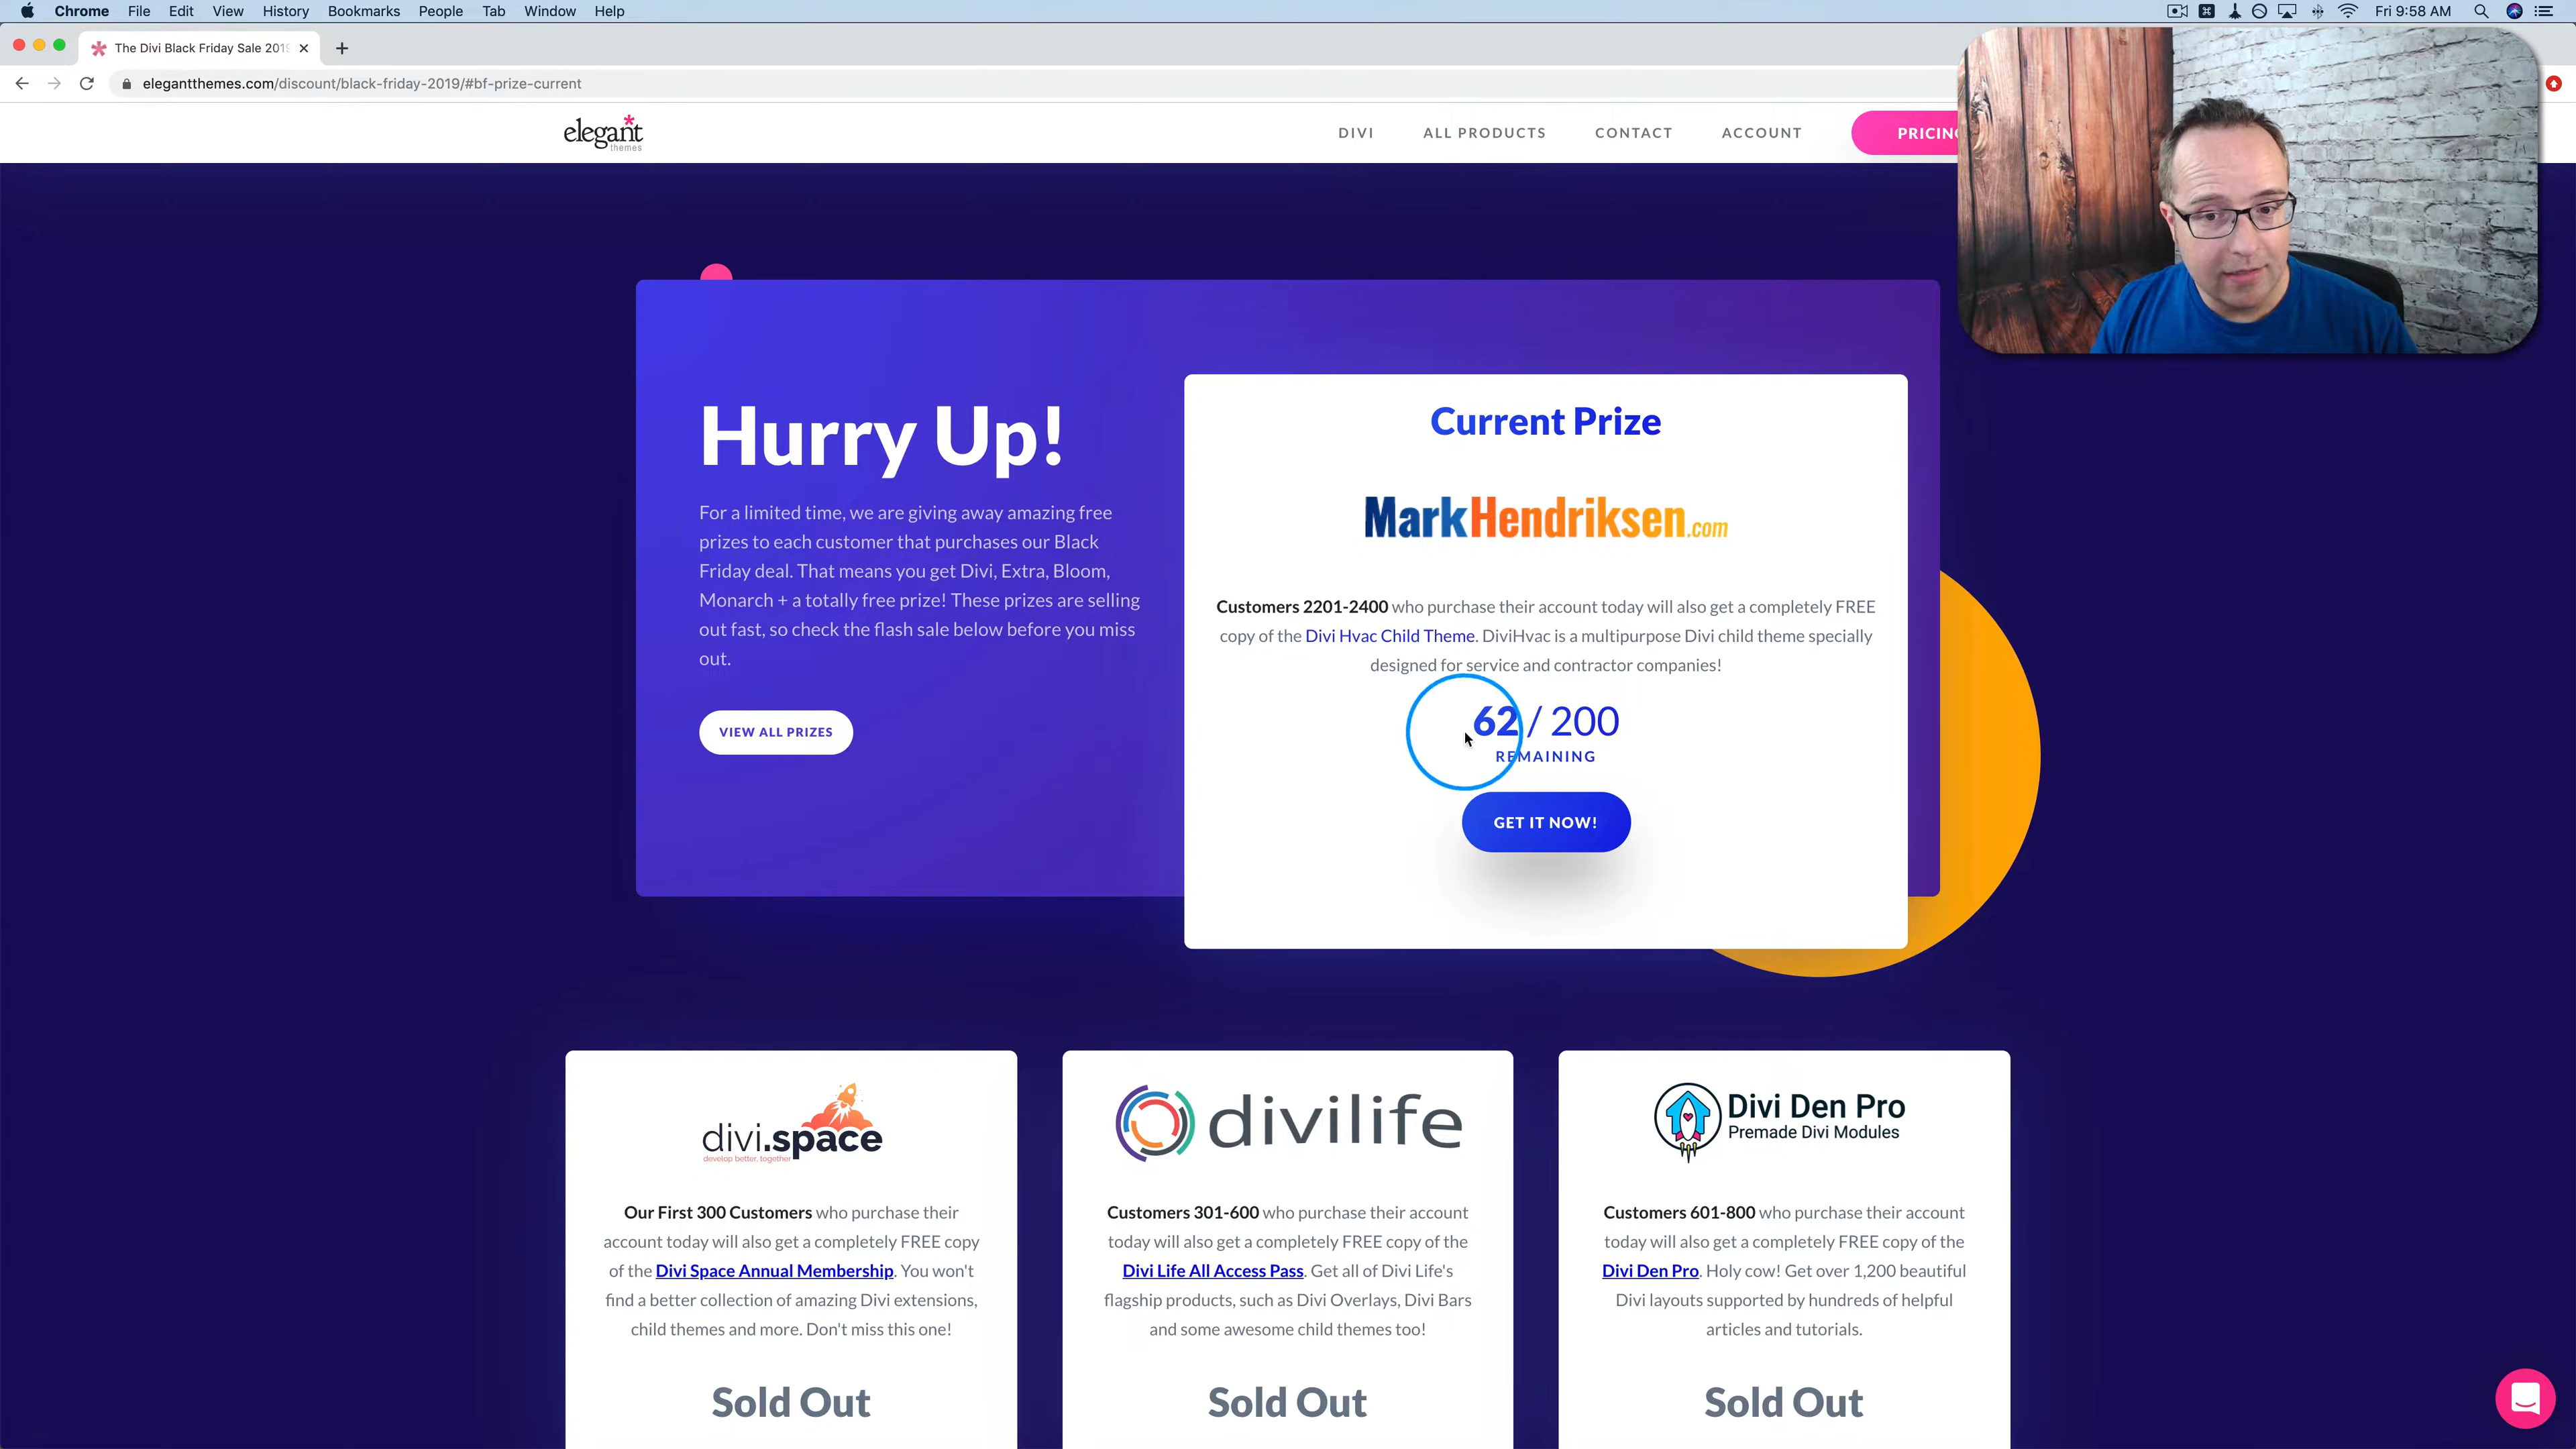 Chrome File Edit View History Bookmarks People Tab Window Help
Fri 9:58 AM
The Divi Black Friday Sale 2019
elegantthemes.com/discount/black-friday-2019/#bf-prize-current
elegant
themes
DIVI
ALL PRODUCTS
CONTACT
ACCOUNT
PRICING
Hurry Up!
For a limited time, we are giving away amazing free
prizes to each customer that purchases our Black
Friday deal. That means you get Divi, Extra, Bloom,
Monarch + a totally free prize! These prizes are selling
out fast, so check the flash sale below before you miss
out.
VIEW ALL PRIZES
Current Prize
MarkHendriksen.com
Customers 2201-2400 who purchase their account today will also get a completely FREE
copy of the Divi Hvac Child Theme. DiviHvac is a multipurpose Divi child theme specially
designed for service and contractor companies!
62 / 200
REMAINING
GET IT NOW!
divi.space
develop better. together
Our First 300 Customers who purchase their
account today will also get a completely FREE copy
of the Divi Space Annual Membership. You won't
find a better collection of amazing Divi extensions,
child themes and more. Don't miss this one!
Sold Out
divilife
Customers 301-600 who purchase their account
today will also get a completely FREE copy of the
Divi Life All Access Pass. Get all of Divi Life's
flagship products, such as Divi Overlays, Divi Bars
and some awesome child themes too!
Sold Out
Divi Den Pro
Premade Divi Modules
Customers 601-800 who purchase their account
today will also get a completely FREE copy of the
Divi Den Pro. Holy cow! Get over 1,200 beautiful
Divi layouts supported by hundreds of helpful
articles and tutorials.
Sold Out